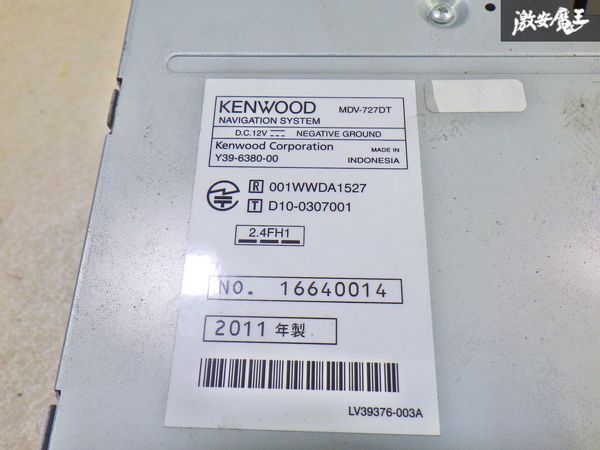 激安魔王
KENWOOD MDV-727DT
NAVIGATION SYSTEM
D.C.12V NEGATIVE GROUND
Kenwood Corporation MADE IN
Y39-6380-00 INDONESIA
R 001WWDA1527
T D10-0307001
2.4FH1
NO. 16640014
2011 年製
LV39376-003A